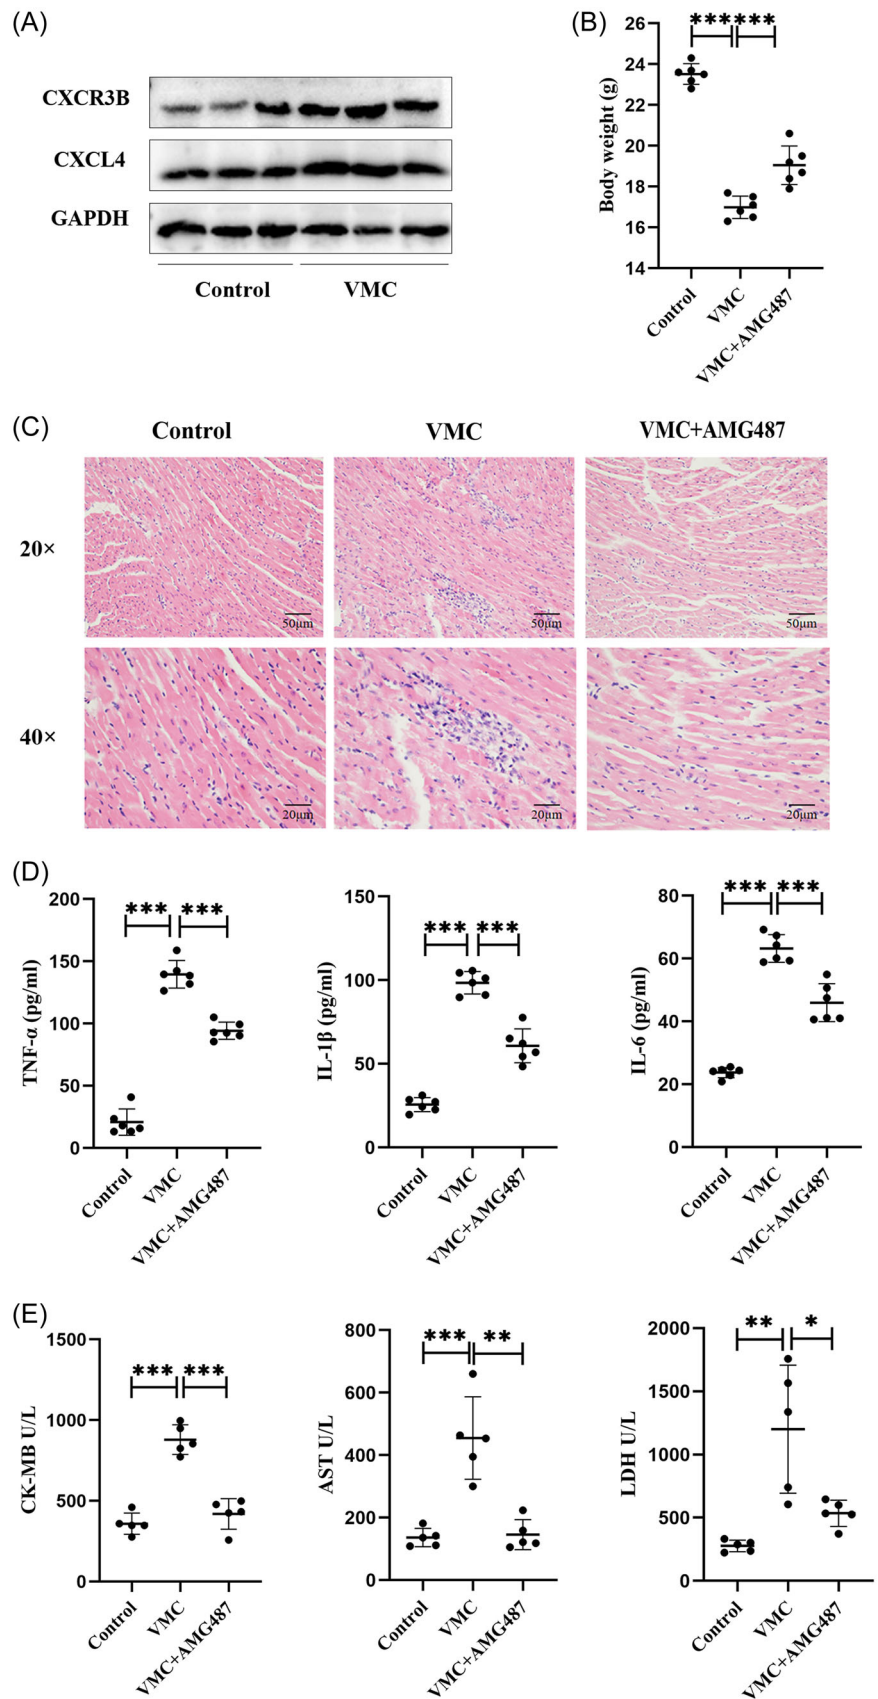 (A)
CXCR3B
CXCL4
GAPDH
Control VMC
(B)
Body weight (g)
26
24
22
20
18
16
14
*** ***
Control
VMC
VMC+AMG487
(C)
Control VMC VMC+AMG487
20×
50μm 50μm 50μm
40×
20μm 20μm 20μm
(D)
TNF-α (pg/ml)
200
150
100
50
0
*** ***
Control
VMC
VMC+AMG487
IL-1β (pg/ml)
150
100
50
0
*** ***
Control
VMC
VMC+AMG487
IL-6 (pg/ml)
80
60
40
20
0
*** ***
Control
VMC
VMC+AMG487
(E)
CK-MB U/L
1500
1000
500
0
*** ***
Control
VMC
VMC+AMG487
AST U/L
800
600
400
200
0
*** **
Control
VMC
VMC+AMG487
LDH U/L
2000
1500
1000
500
0
** *
Control
VMC
VMC+AMG487